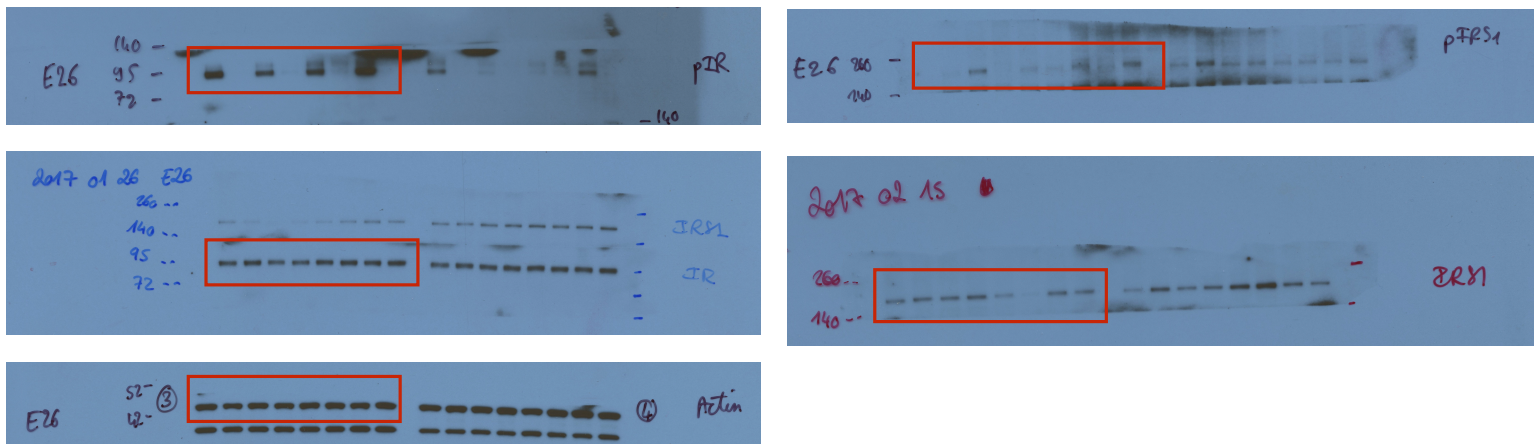 140 -
E26 95 - pIR
72 -
- 140
E26 260 - pIRS1
140 -
2017 01 26 E26
260 --
140 -- IRS1
95 -- IR
72 --
2017 02 15
260 -- IRS1
140 --
52- ③
E26 42- ④ Actin